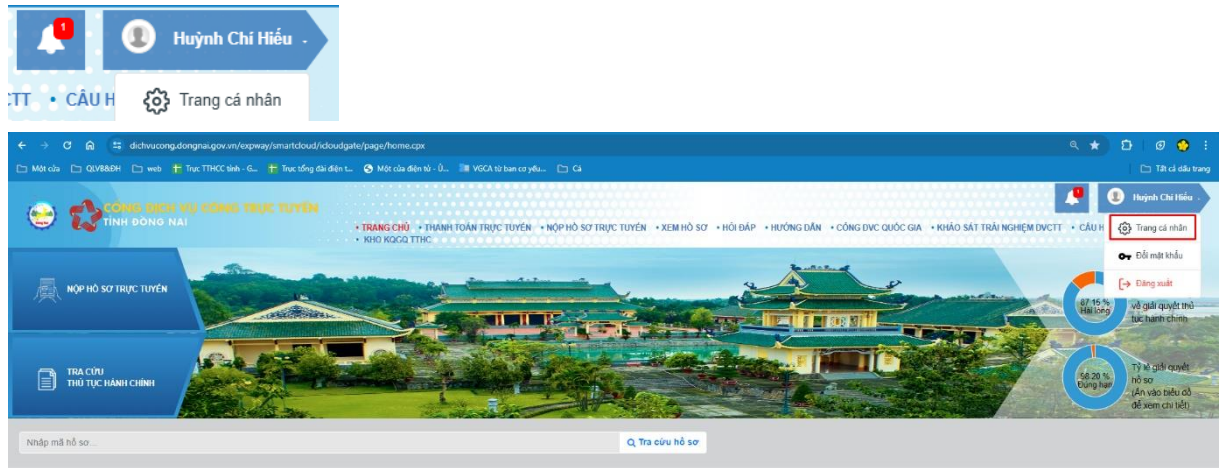 1
Huỳnh Chí Hiếu
CTT • CÂU H
Trang cá nhân
dichvucong.dongnai.gov.vn/expway/smartcloud/icloudgate/page/home.cpx
Một cửa QLVB&ĐH web Trục TTHCC tỉnh - G... Trục tổng đài điện t... Một cửa điện tử - Ủ... VGCA từ ban cơ yếu... Cá Tất cả dấu trang
CỔNG DỊCH VỤ CÔNG TRỰC TUYẾN
TỈNH ĐỒNG NAI
1
Huỳnh Chí Hiếu
• TRANG CHỦ • THANH TOÁN TRỰC TUYẾN • NỘP HỒ SƠ TRỰC TUYẾN • XEM HỒ SƠ • HỎI ĐÁP • HƯỚNG DẪN • CỔNG DVC QUỐC GIA • KHẢO SÁT TRẢI NGHIỆM DVCTT • CÂU H
• KHO KQGQ TTHC
Trang cá nhân
Đổi mật khẩu
Đăng xuất
NỘP HỒ SƠ TRỰC TUYẾN
TRA CỨU
THỦ TỤC HÀNH CHÍNH
87.15 %
Hài lòng
về giải quyết thủ
tục hành chính
58.20 %
Đúng hạn
Tỷ lệ giải quyết
hồ sơ
(Ấn vào biểu đồ
để xem chi tiết)
Nhập mã hồ sơ...
Tra cứu hồ sơ